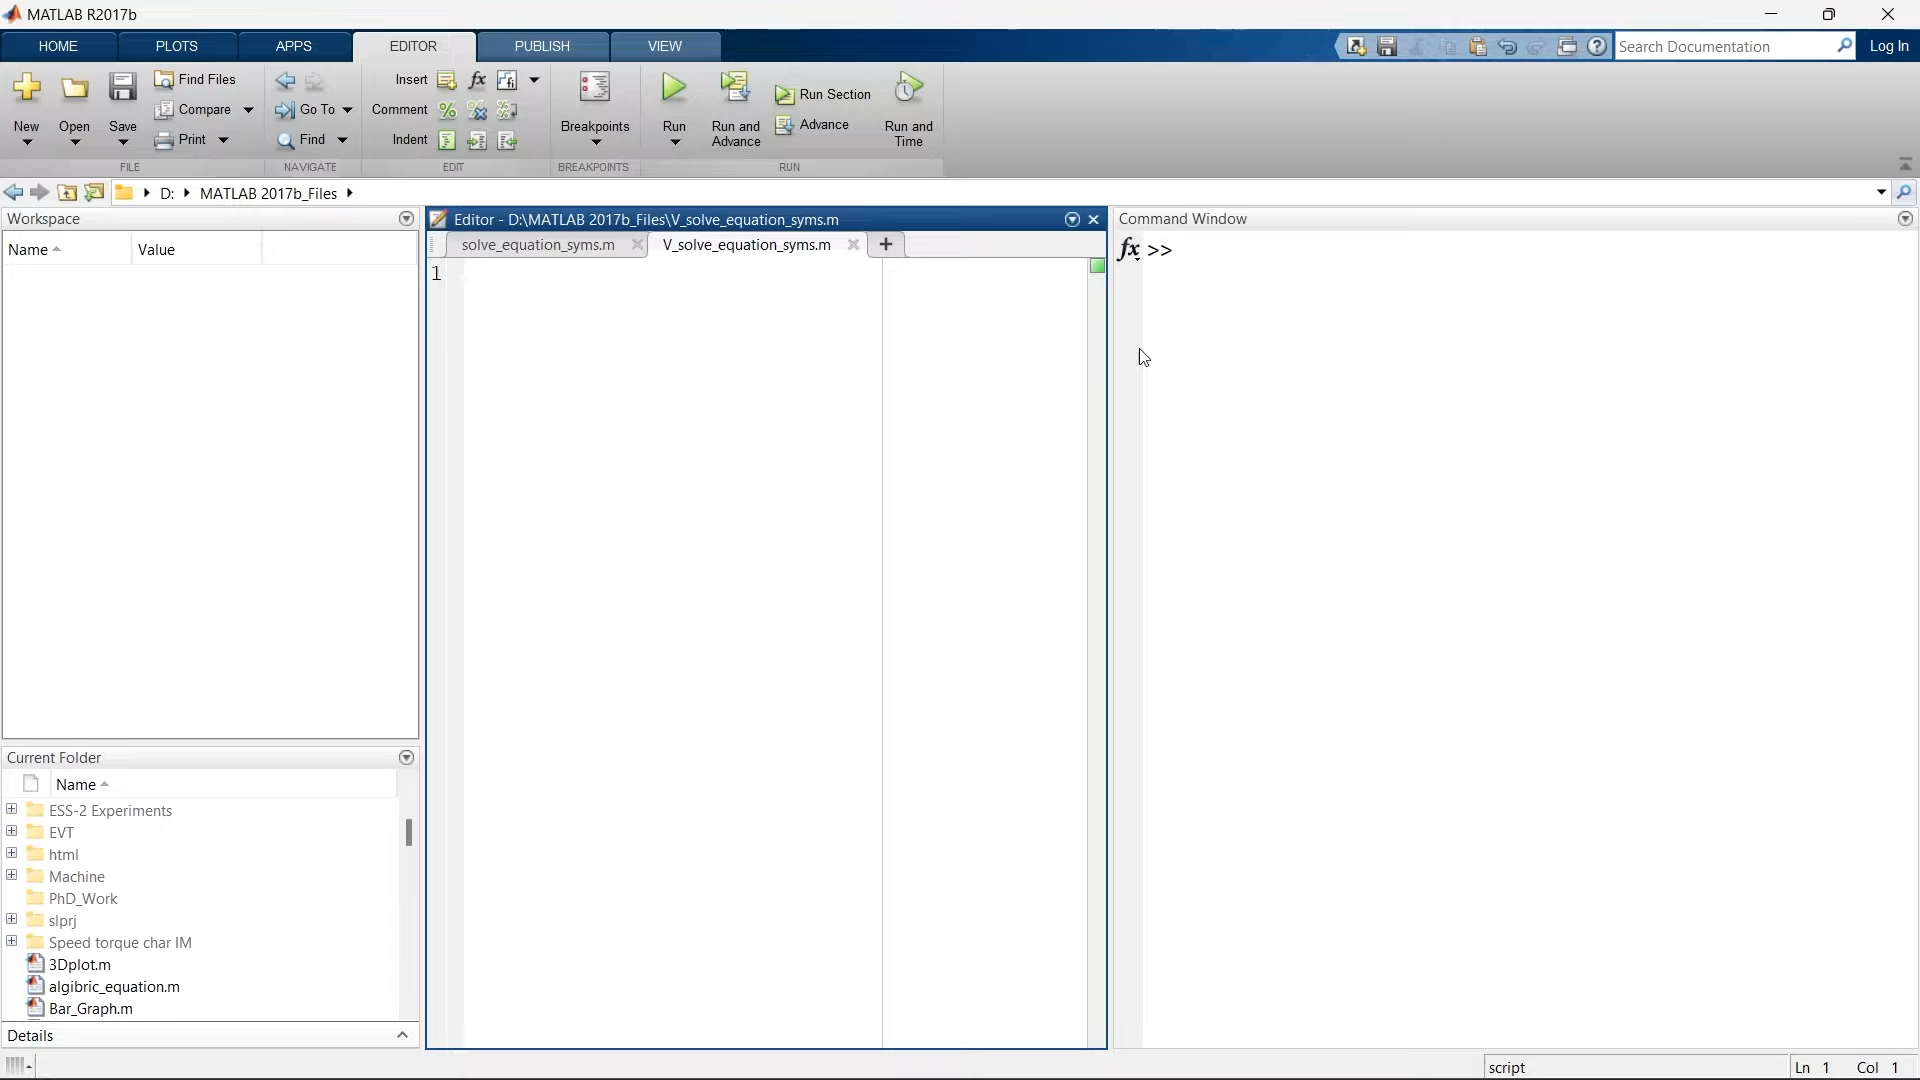 MATLAB R2017b
HOME PLOTS APPS EDITOR PUBLISH VIEW
Search Documentation
Log In
New
Open
Save
Find Files
Compare
Print
FILE
Go To
Find
NAVIGATE
Insert
Comment
Indent
EDIT
Breakpoints
BREAKPOINTS
Run
Run and
Advance
Run Section
Advance
Run and
Time
RUN
D: MATLAB 2017b_Files
Workspace
Name Value
Editor - D:\MATLAB 2017b_Files\V_solve_equation_syms.m
solve_equation_syms.m V_solve_equation_syms.m +
1
Command Window
fx >>
Current Folder
Name
ESS-2 Experiments
EVT
html
Machine
PhD_Work
slprj
Speed torque char IM
3Dplot.m
algibric_equation.m
Bar_Graph.m
Details
script
Ln 1 Col 1